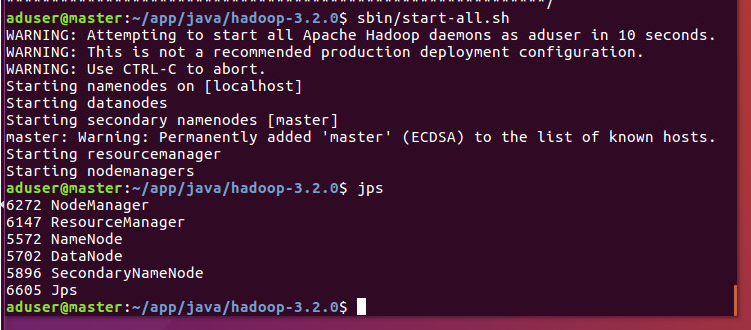 ************************************************************/
aduser@master:~/app/java/hadoop-3.2.0$ sbin/start-all.sh
WARNING: Attempting to start all Apache Hadoop daemons as aduser in 10 seconds.
WARNING: This is not a recommended production deployment configuration.
WARNING: Use CTRL-C to abort.
Starting namenodes on [localhost]
Starting datanodes
Starting secondary namenodes [master]
master: Warning: Permanently added 'master' (ECDSA) to the list of known hosts.
Starting resourcemanager
Starting nodemanagers
aduser@master:~/app/java/hadoop-3.2.0$ jps
6272 NodeManager
6147 ResourceManager
5572 NameNode
5702 DataNode
5896 SecondaryNameNode
6605 Jps
aduser@master:~/app/java/hadoop-3.2.0$